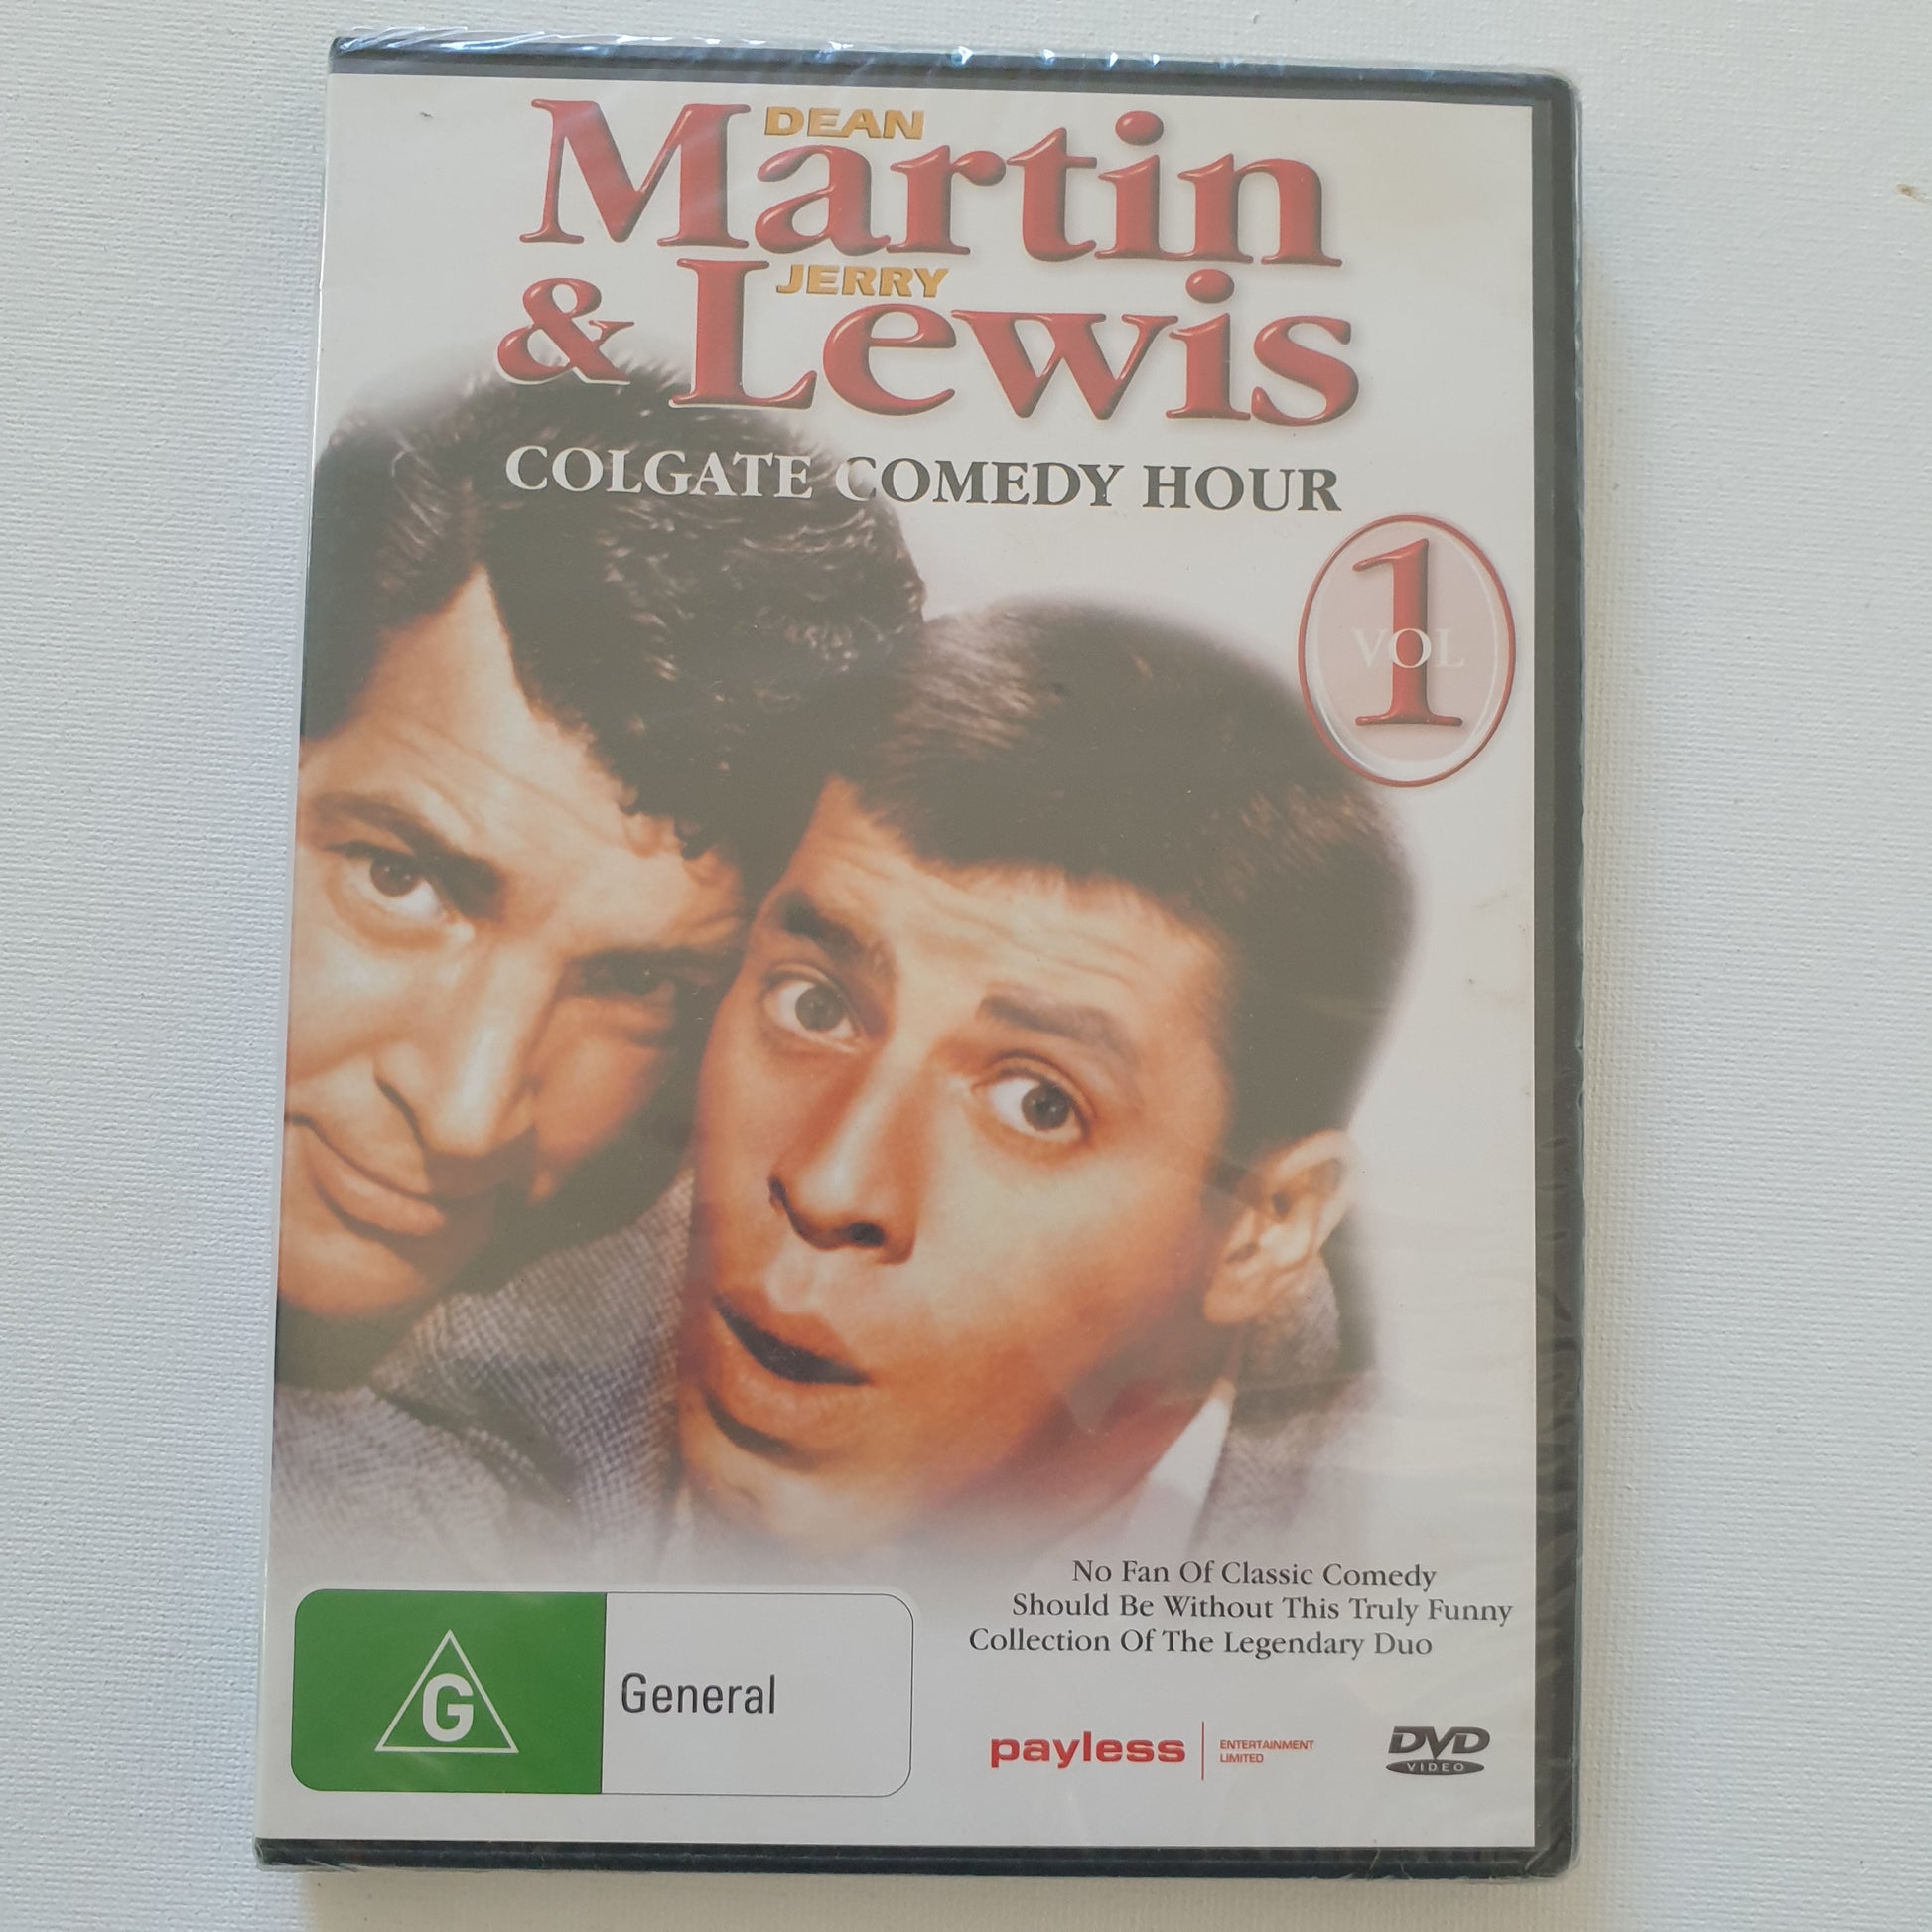 DEAN
Martin
JERRY
& Lewis
COLGATE COMEDY HOUR
1
VOL
No Fan Of Classic Comedy
Should Be Without This Truly Funny
Collection Of The Legendary Duo
G
General
payless
ENTERTAINMENT
LIMITED
DVD
VIDEO